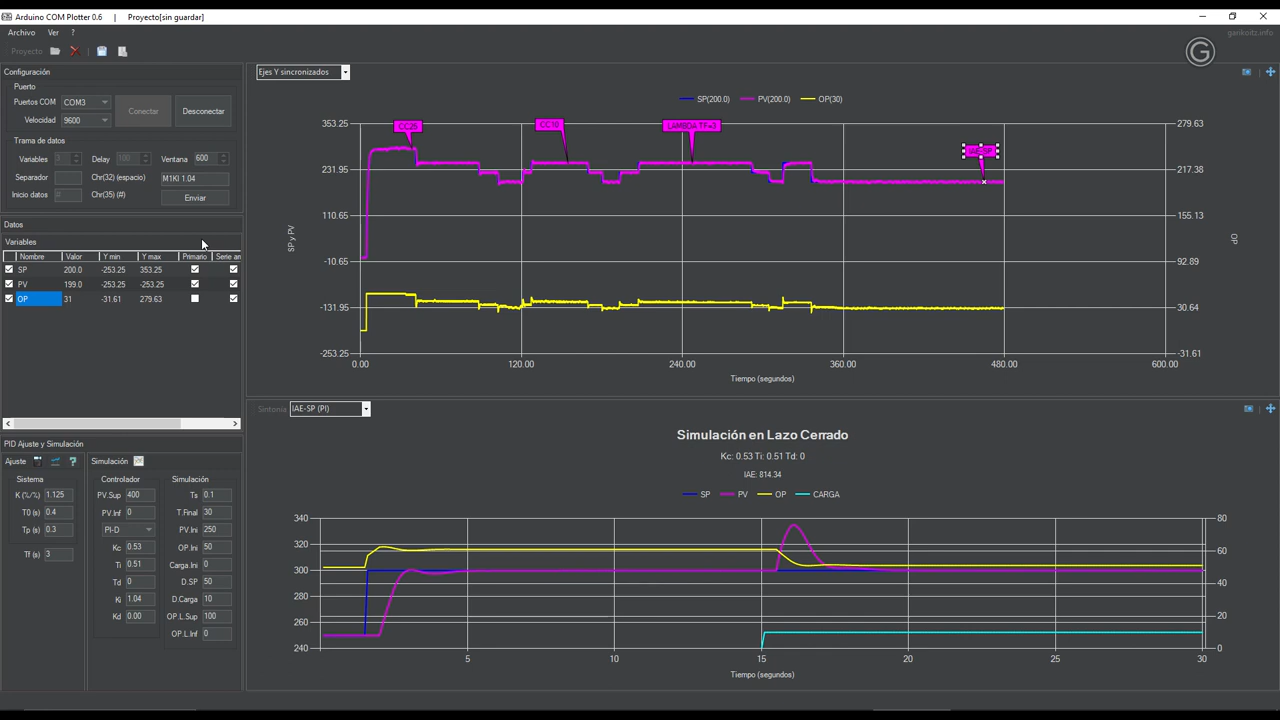 Arduino COM Plotter 0.6 | Proyecto[sin guardar]
Archivo Ver ?
garikoitz.info
Proyecto
G
Configuración
Puerto
Puertos COM COM3 Conectar Desconectar
Velocidad 9600
Trama de datos
Variables 3 Delay 100 Ventana 600
Separador Chr(32) (espacio) M1KI 1.04
Inicio datos # Chr(35) (#) Enviar
Datos
Variables
Nombre Valor Y min Y max Primario Serie an
SP 200.0 -253.25 353.25
PV 199.0 -253.25 -253.25
OP 31 -31.61 279.63
PID Ajuste y Simulación
Ajuste ? Simulación
Sistema
K (%/%) 1.125
T0 (s) 0.4
Tp (s) 0.3
Tf (s) 3
Controlador
PV.Sup 400
PV.Inf 0
PI-D
Kc 0.53
Ti 0.51
Td 0
Ki 1.04
Kd 0.00
Simulación
Ts 0.1
T.Final 30
PV.Ini 250
OP.Ini 50
Carga.Ini 0
D.SP 50
D.Carga 10
OP.L.Sup 100
OP.L.Inf 0
Ejes Y sincronizados
SP(200.0) PV(200.0) OP(30)
CC25 CC10 LAMBDA TF=3 IAE-SP
353.25 279.63
231.95 217.38
110.65 155.13
-10.65 92.89
-131.95 30.64
-253.25 -31.61
SP y PV
OP
0.00 120.00 240.00 360.00 480.00 600.00
Tiempo (segundos)
Sintonía IAE-SP (PI)
Simulación en Lazo Cerrado
Kc: 0.53 Ti: 0.51 Td: 0
IAE: 814.34
SP PV OP CARGA
340 80
320 60
300
280 40
260 20
240 0
5 10 15 20 25 30
Tiempo (segundos)